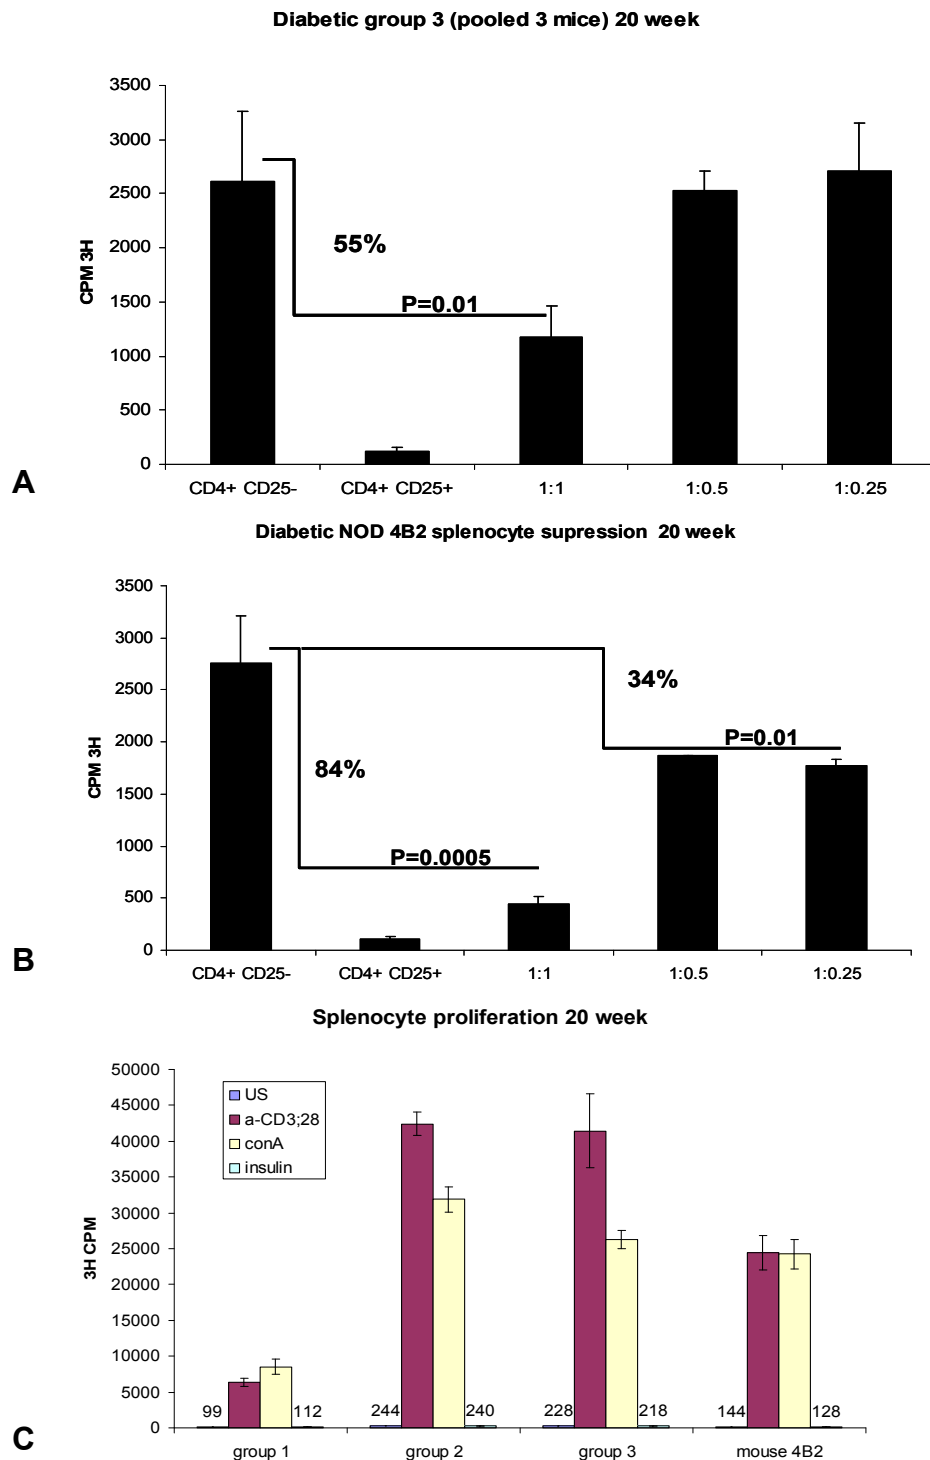 Diabetic group 3 (pooled 3 mice) 20 week
3500
3000
2500
2000
1500
1000
500
0
CPM 3H
55%
P=0.01
CD4+ CD25-
CD4+ CD25+
1:1
1:0.5
1:0.25
A
Diabetic NOD 4B2 splenocyte supression 20 week
3500
3000
2500
2000
1500
1000
500
0
CPM 3H
34%
P=0.01
84%
P=0.0005
CD4+ CD25-
CD4+ CD25+
1:1
1:0.5
1:0.25
B
Splenocyte proliferation 20 week
50000
45000
40000
35000
30000
25000
20000
15000
10000
5000
0
3H CPM
US
a-CD3;28
conA
insulin
99
112
244
240
228
218
144
128
group 1
group 2
group 3
mouse 4B2
C